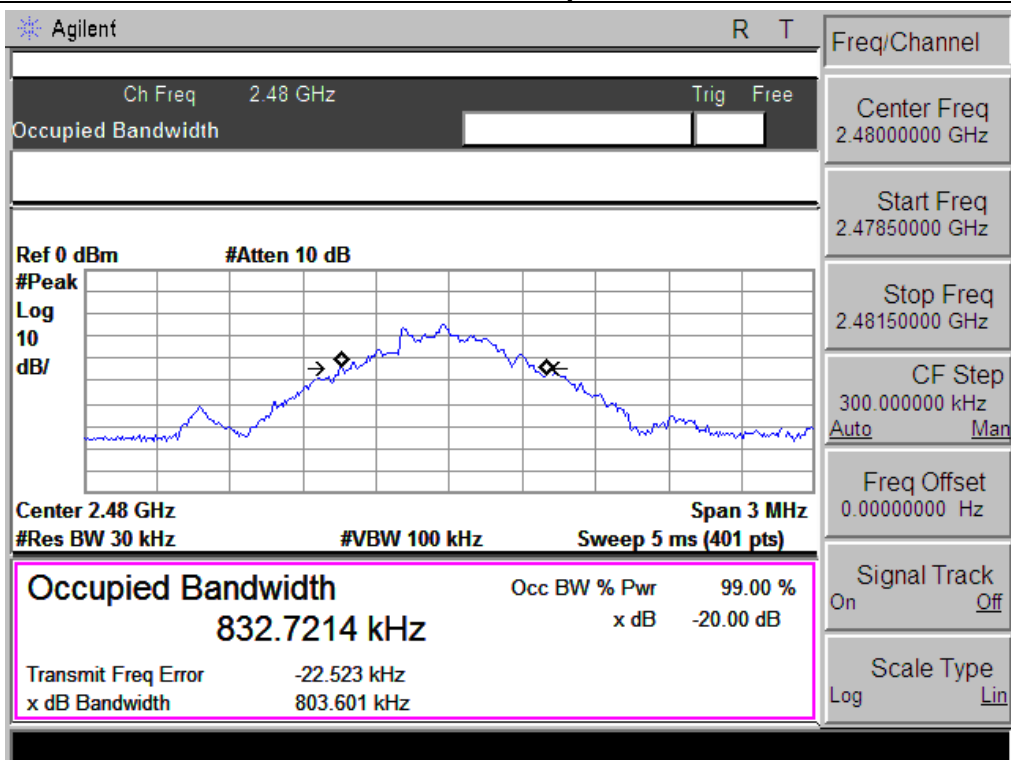 Agilent R T
Ch Freq 2.48 GHz Trig Free
Occupied Bandwidth
Ref 0 dBm #Atten 10 dB
#Peak
Log
10
dB/
Center 2.48 GHz Span 3 MHz
#Res BW 30 kHz #VBW 100 kHz Sweep 5 ms (401 pts)
Occupied Bandwidth Occ BW % Pwr 99.00 %
832.7214 kHz x dB -20.00 dB
Transmit Freq Error -22.523 kHz
x dB Bandwidth 803.601 kHz
Freq/Channel
Center Freq
2.48000000 GHz
Start Freq
2.47850000 GHz
Stop Freq
2.48150000 GHz
CF Step
300.000000 kHz
Auto Man
Freq Offset
0.00000000 Hz
Signal Track
On Off
Scale Type
Log Lin